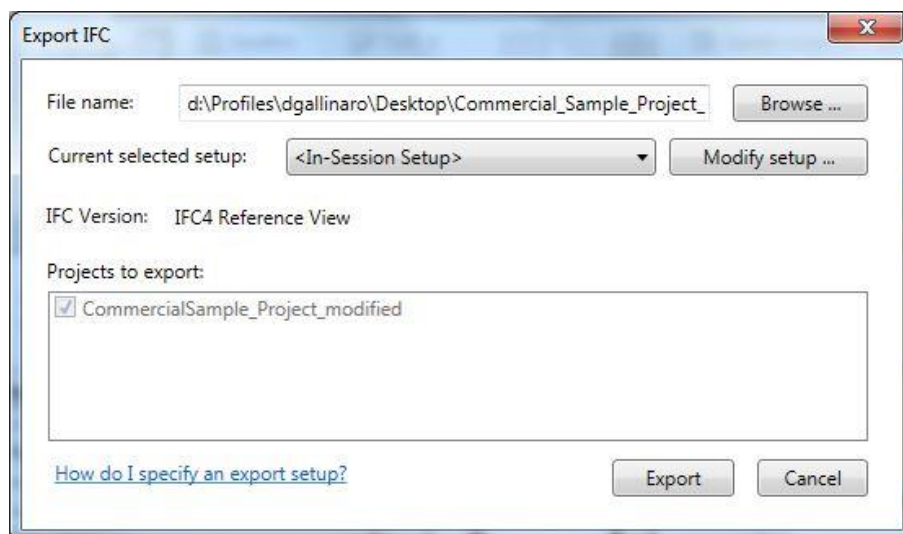 Export IFC
File name: d:\Profiles\dgallinaro\Desktop\Commercial_Sample_Project_ Browse ...
Current selected setup: <In-Session Setup> Modify setup ...
IFC Version: IFC4 Reference View
Projects to export:
CommercialSample_Project_modified
How do I specify an export setup? Export Cancel